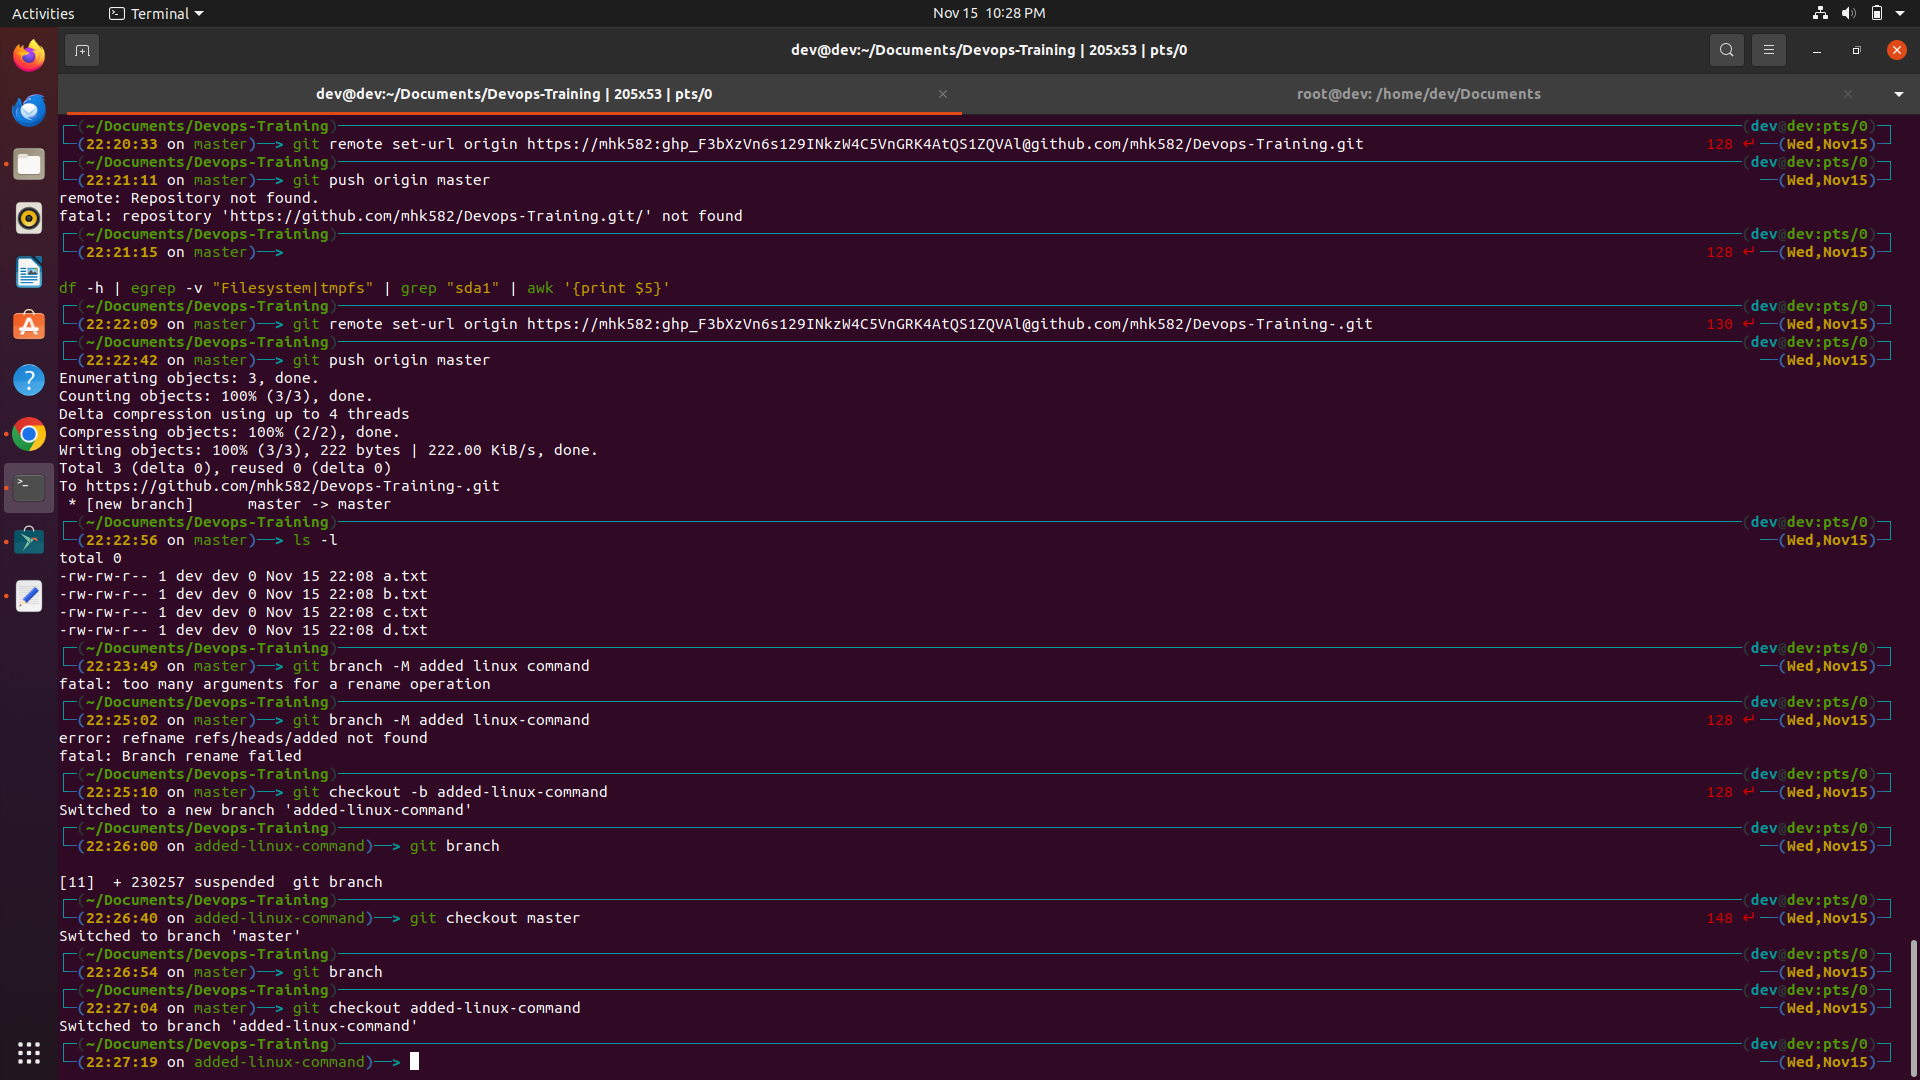 Activities
Terminal
Nov 15 10:28 PM
dev@dev:~/Documents/Devops-Training | 205x53 | pts/0
dev@dev:~/Documents/Devops-Training | 205x53 | pts/0
root@dev: /home/dev/Documents
(~/Documents/Devops-Training) (dev@dev:pts/0)
(22:20:33 on master)──> git remote set-url origin https://mhk582: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@github.com/mhk582/Devops-Training.git 128 ↵ ──(Wed,Nov15)
(~/Documents/Devops-Training) (dev@dev:pts/0)
(22:21:11 on master)──> git push origin master ──(Wed,Nov15)
remote: Repository not found.
fatal: repository 'https://github.com/mhk582/Devops-Training.git/' not found
(~/Documents/Devops-Training) (dev@dev:pts/0)
(22:21:15 on master)──> 128 ↵ ──(Wed,Nov15)
df -h | egrep -v "Filesystem|tmpfs" | grep "sda1" | awk '{print $5}'
(~/Documents/Devops-Training) (dev@dev:pts/0)
(22:22:09 on master)──> git remote set-url origin https://mhk582: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@github.com/mhk582/Devops-Training-.git 130 ↵ ──(Wed,Nov15)
(~/Documents/Devops-Training) (dev@dev:pts/0)
(22:22:42 on master)──> git push origin master ──(Wed,Nov15)
Enumerating objects: 3, done.
Counting objects: 100% (3/3), done.
Delta compression using up to 4 threads
Compressing objects: 100% (2/2), done.
Writing objects: 100% (3/3), 222 bytes | 222.00 KiB/s, done.
Total 3 (delta 0), reused 0 (delta 0)
To https://github.com/mhk582/Devops-Training-.git
* [new branch] master -> master
(~/Documents/Devops-Training) (dev@dev:pts/0)
(22:22:56 on master)──> ls -l ──(Wed,Nov15)
total 0
-rw-rw-r-- 1 dev dev 0 Nov 15 22:08 a.txt
-rw-rw-r-- 1 dev dev 0 Nov 15 22:08 b.txt
-rw-rw-r-- 1 dev dev 0 Nov 15 22:08 c.txt
-rw-rw-r-- 1 dev dev 0 Nov 15 22:08 d.txt
(~/Documents/Devops-Training) (dev@dev:pts/0)
(22:23:49 on master)──> git branch -M added linux command ──(Wed,Nov15)
fatal: too many arguments for a rename operation
(~/Documents/Devops-Training) (dev@dev:pts/0)
(22:25:02 on master)──> git branch -M added linux-command 128 ↵ ──(Wed,Nov15)
error: refname refs/heads/added not found
fatal: Branch rename failed
(~/Documents/Devops-Training) (dev@dev:pts/0)
(22:25:10 on master)──> git checkout -b added-linux-command 128 ↵ ──(Wed,Nov15)
Switched to a new branch 'added-linux-command'
(~/Documents/Devops-Training) (dev@dev:pts/0)
(22:26:00 on added-linux-command)──> git branch ──(Wed,Nov15)
[11] + 230257 suspended git branch
(~/Documents/Devops-Training) (dev@dev:pts/0)
(22:26:40 on added-linux-command)──> git checkout master 148 ↵ ──(Wed,Nov15)
Switched to branch 'master'
(~/Documents/Devops-Training) (dev@dev:pts/0)
(22:26:54 on master)──> git branch ──(Wed,Nov15)
(~/Documents/Devops-Training) (dev@dev:pts/0)
(22:27:04 on master)──> git checkout added-linux-command ──(Wed,Nov15)
Switched to branch 'added-linux-command'
(~/Documents/Devops-Training) (dev@dev:pts/0)
(22:27:19 on added-linux-command)──> ──(Wed,Nov15)